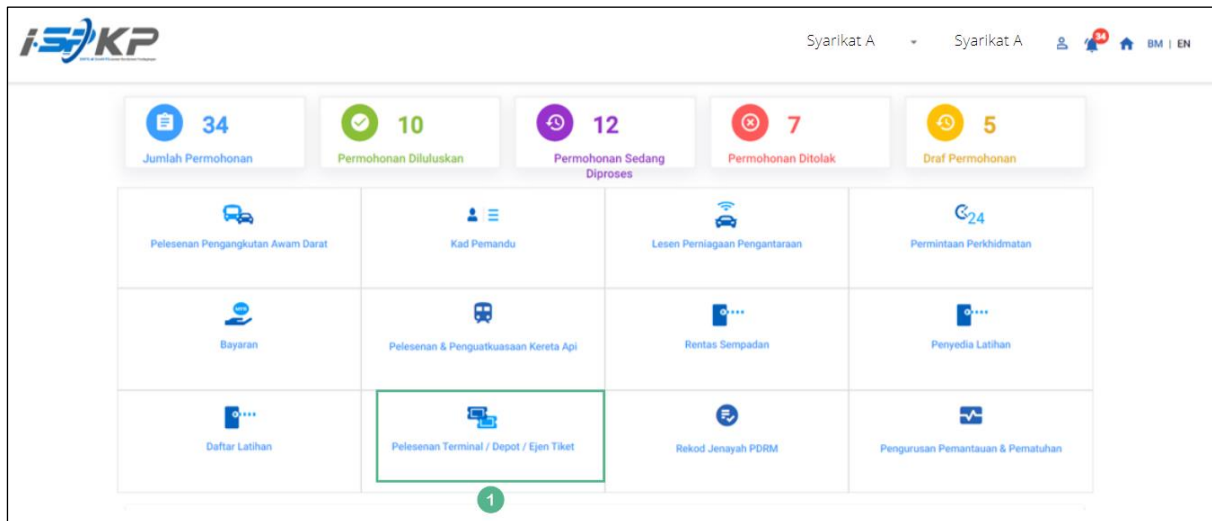 i-SPKP
Syarikat A
Syarikat A
34
BM | EN
34
Jumlah Permohonan
10
Permohonan Diluluskan
12
Permohonan Sedang
Diproses
7
Permohonan Ditolak
5
Draf Permohonan
Pelesenan Pengangkutan Awam Darat
Kad Pemandu
Lesen Perniagaan Pengantaraan
24
Permintaan Perkhidmatan
Bayaran
Pelesenan & Penguatkuasaan Kereta Api
Rentas Sempadan
Penyedia Latihan
Daftar Latihan
Pelesenan Terminal / Depot / Ejen Tiket
Rekod Jenayah PDRM
Pengurusan Pemantauan & Pematuhan
1